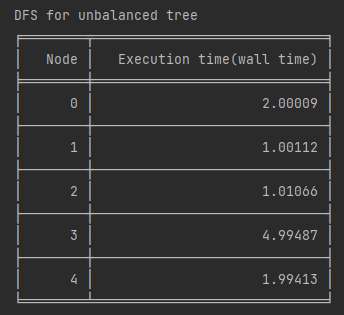 DFS for unbalanced tree
Node Execution time(wall time)
0 2.00009
1 1.00112
2 1.01066
3 4.99487
4 1.99413